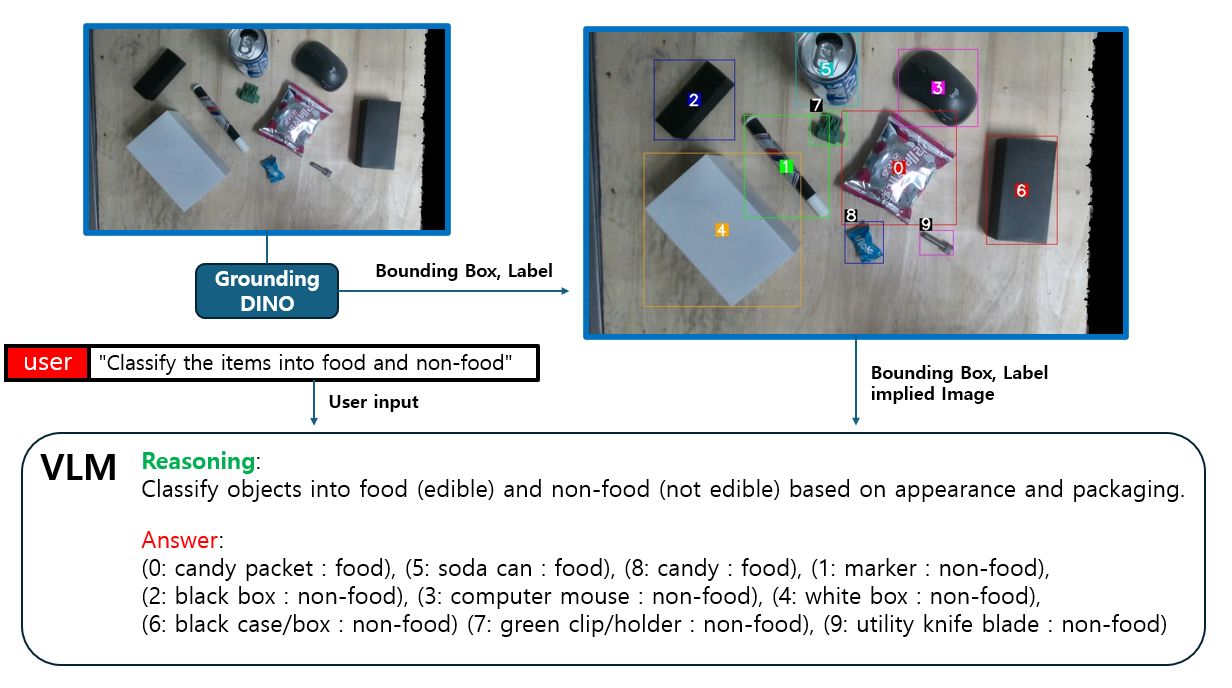 Grounding
DINO
Bounding Box, Label
2
5
7
3
1
0
6
4
8
9
user "Classify the items into food and non-food"
User input
Bounding Box, Label
implied Image
VLM
Reasoning:
Classify objects into food (edible) and non-food (not edible) based on appearance and packaging.
Answer:
(0: candy packet : food), (5: soda can : food), (8: candy : food), (1: marker : non-food),
(2: black box : non-food), (3: computer mouse : non-food), (4: white box : non-food),
(6: black case/box : non-food) (7: green clip/holder : non-food), (9: utility knife blade : non-food)